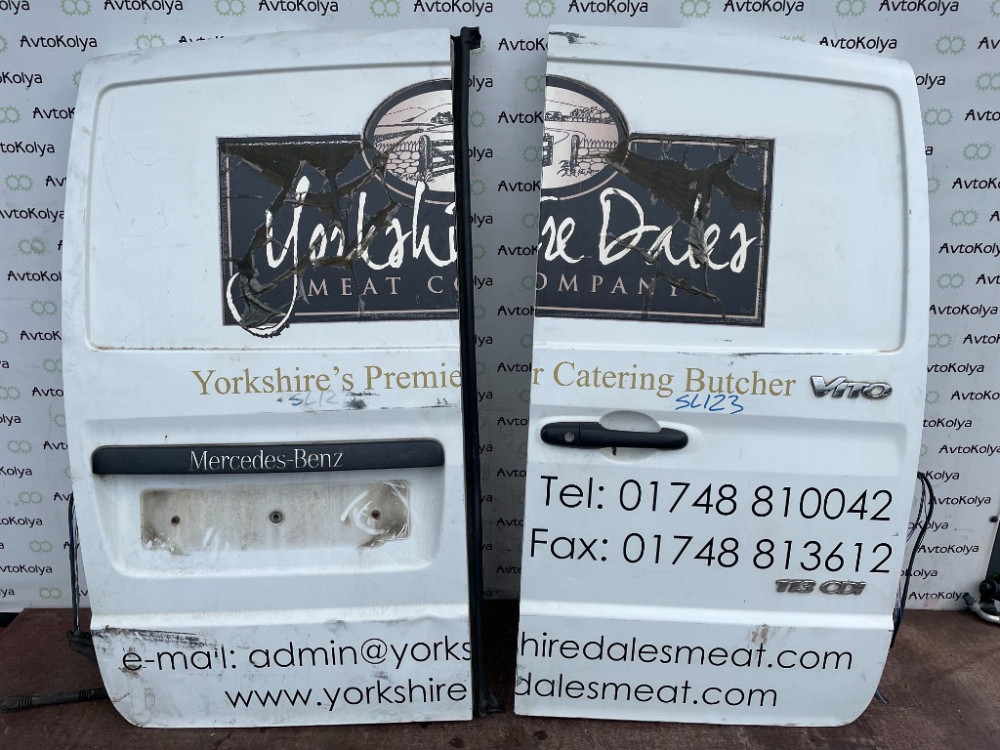 Yorkshire Dales
MEAT COMPANY
Yorkshire's Premier Catering Butcher
VITO
SL123
SL123
Mercedes-Benz
Tel: 01748 810042
Fax: 01748 813612
113 CDI
e-mail: admin@yorkshiredalesmeat.com
www.yorkshiredalesmeat.com
AvtoKolya